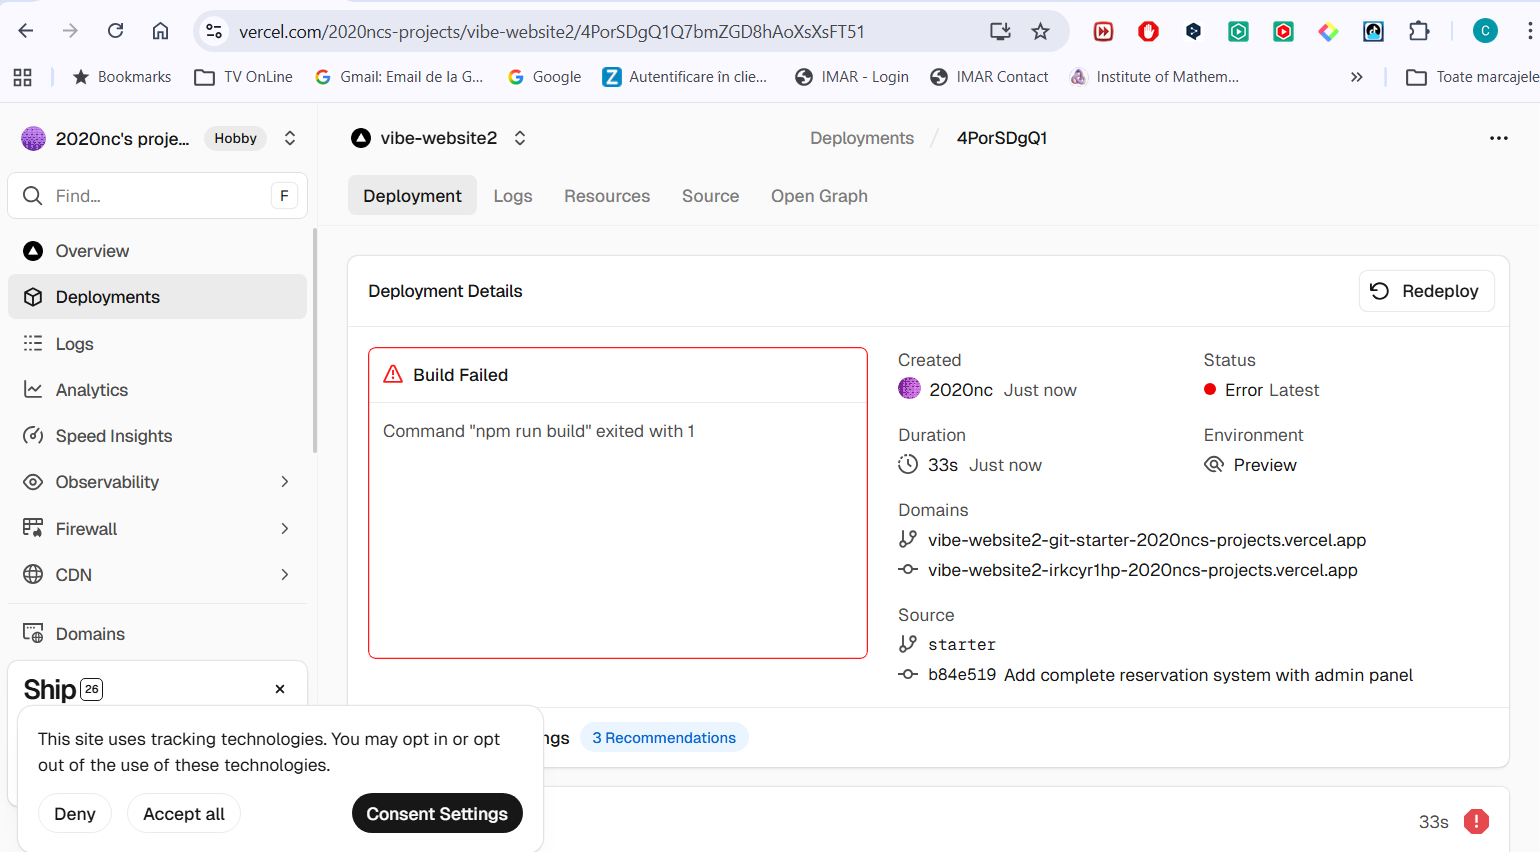 vercel.com/2020ncs-projects/vibe-website2/4PorSDgQ1Q7bmZGD8hAoXsXsFT51
C
Bookmarks TV OnLine Gmail: Email de la G... Google Autentificare în clie... IMAR - Login IMAR Contact Institute of Mathem... Toate marcajele
2020nc's proje... Hobby
vibe-website2
Deployments / 4PorSDgQ1
Find... F
Deployment Logs Resources Source Open Graph
Overview
Deployments
Logs
Analytics
Speed Insights
Observability
Firewall
CDN
Domains
Ship 26
Deployment Details
Redeploy
Build Failed
Command "npm run build" exited with 1
Created
2020nc Just now
Status
Error Latest
Duration
33s Just now
Environment
Preview
Domains
vibe-website2-git-starter-2020ncs-projects.vercel.app
vibe-website2-irkcyr1hp-2020ncs-projects.vercel.app
Source
starter
b84e519 Add complete reservation system with admin panel
ngs 3 Recommendations
33s
This site uses tracking technologies. You may opt in or opt
out of the use of these technologies.
Deny Accept all Consent Settings